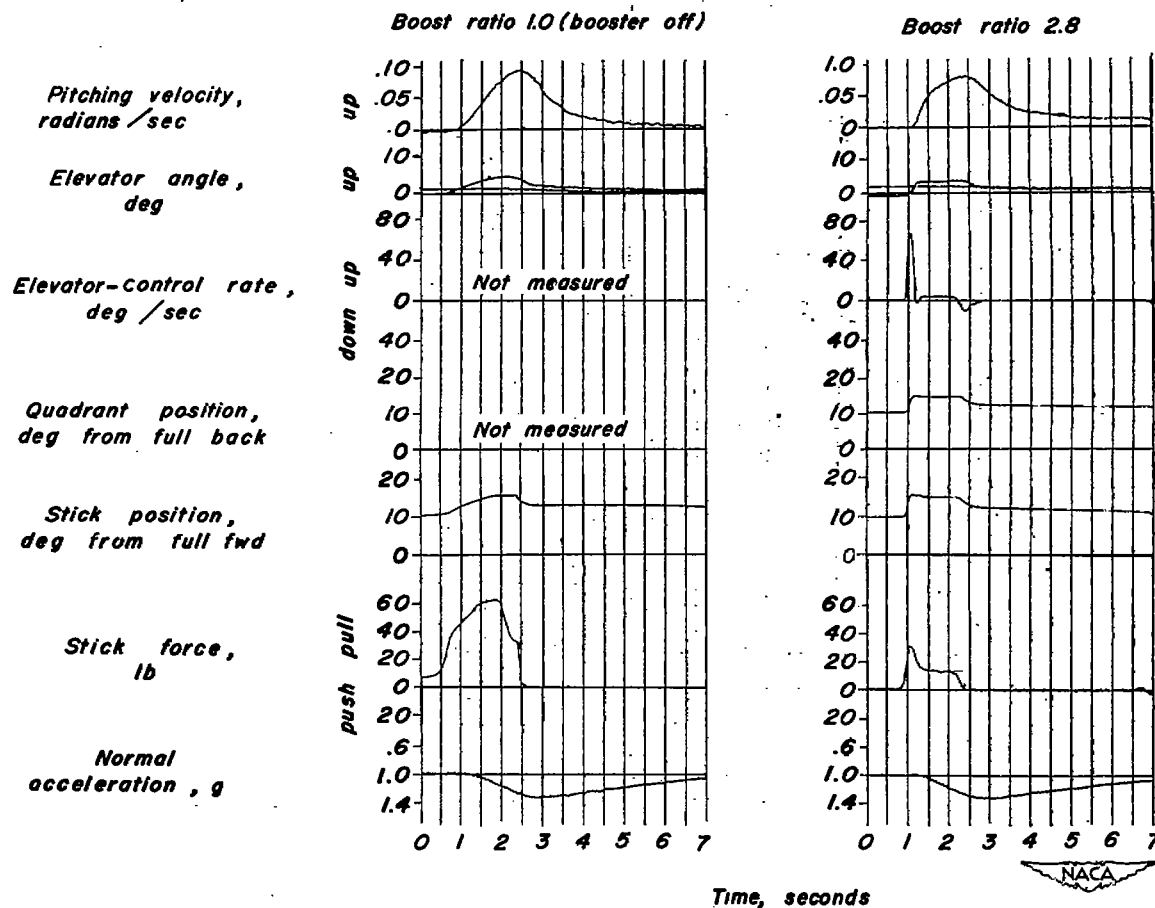 Boost ratio 1.0 (booster off)
Boost ratio 2.8
Pitching velocity,
radians/sec
up
.10
.05
.0
1.0
.05
0
Elevator angle,
deg
up
10
0
10
0
Elevator-control rate,
deg/sec
down up
80
40
0
40
Not measured
80
40
0
40
Quadrant position,
deg from full back
20
10
0
Not measured
20
10
0
Stick position,
deg from full fwd
20
10
0
20
10
0
Stick force,
lb
push pull
60
40
20
0
20
60
40
20
0
20
Normal
acceleration, g
.6
1.0
1.4
.6
1.0
1.4
0 1 2 3 4 5 6 7
0 1 2 3 4 5 6 7
NACA
Time, seconds